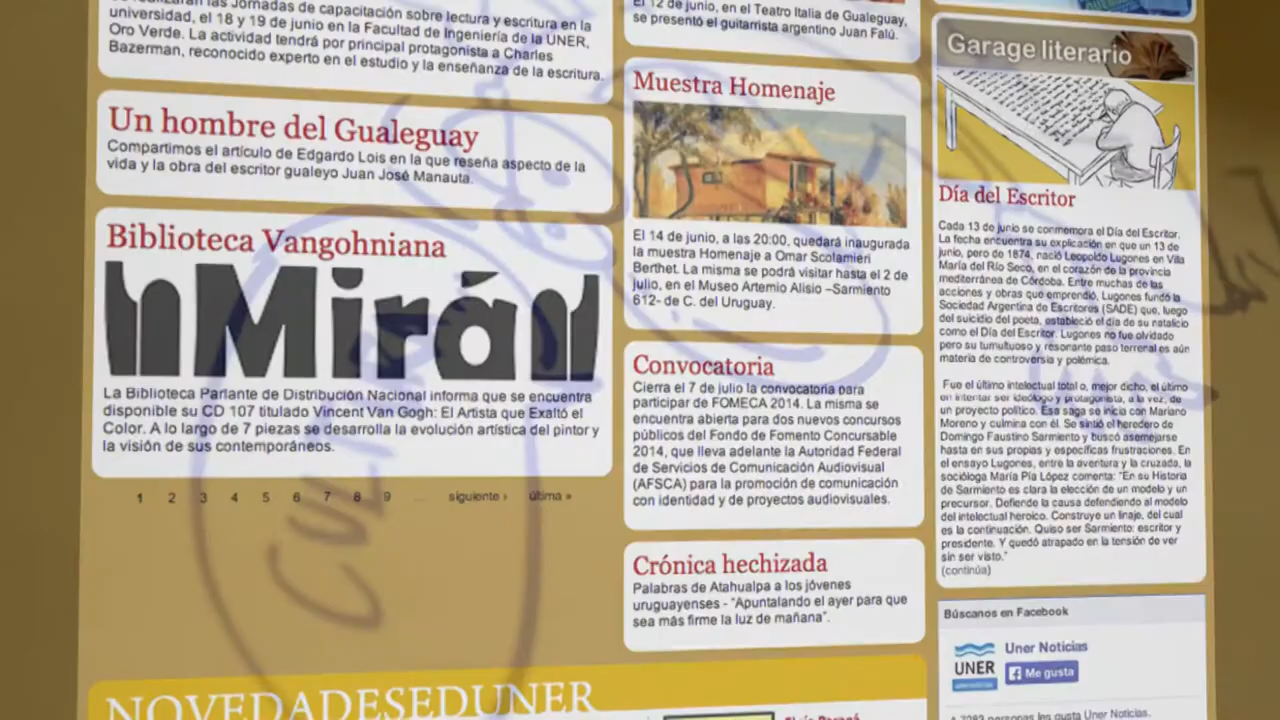 Jornadas de capacitación sobre lectura y escritura en la
universidad, el 18 y 19 de junio en la Facultad de Ingeniería de la UNER,
Oro Verde. La actividad tendrá por principal protagonista a Charles
Bazerman, reconocido experto en el estudio y la enseñanza de la escritura.
Un hombre del Gualeguay
Compartimos el artículo de Edgardo Lois en la que reseña aspecto de la
vida y la obra del escritor gualeyo Juan José Manauta.
Biblioteca Vangohniana
Mirá
La Biblioteca Parlante de Distribución Nacional informa que se encuentra
disponible su CD 107 titulado Vincent Van Gogh: El Artista que Exaltó el
Color. A lo largo de 7 piezas se desarrolla la evolución artística del pintor y
la visión de sus contemporáneos.
1 2 3 4 5 6 7 8 9 … siguiente › última »
El 12 de junio, en el Teatro Italia de Gualeguay,
se presentó el guitarrista argentino Juan Falú.
Muestra Homenaje
El 14 de junio, a las 20:00, quedará inaugurada
la muestra Homenaje a Omar Scolamieri
Berthet. La misma se podrá visitar hasta el 2 de
julio, en el Museo Artemio Alisio –Sarmiento
612- de C. del Uruguay.
Convocatoria
Cierra el 7 de julio la convocatoria para
participar de FOMECA 2014. La misma se
encuentra abierta para dos nuevos concursos
públicos del Fondo de Fomento Concursable
2014, que lleva adelante la Autoridad Federal
de Servicios de Comunicación Audiovisual
(AFSCA) para la promoción de comunicación
con identidad y de proyectos audiovisuales.
Crónica hechizada
Palabras de Atahualpa a los jóvenes
uruguayenses - "Apuntalando el ayer para que
sea más firme la luz de mañana".
Garage literario
Día del Escritor
Cada 13 de junio se conmemora el Día del Escritor.
La fecha encuentra su explicación en que un 13 de
junio, pero de 1874, nació Leopoldo Lugones en Villa
María del Río Seco, en el corazón de la provincia
mediterránea de Córdoba. Entre muchas de las
acciones y obras que emprendió, Lugones fundó la
Sociedad Argentina de Escritores (SADE) que, luego
del suicidio del poeta, estableció el día de su natalicio
como el Día del Escritor. Lugones no fue olvidado
pero su tumultuoso y resonante paso terrenal es aún
materia de controversia y polémica.
Fue el último intelectual total o, mejor dicho, el último
en intentar ser ideólogo y protagonista, a la vez, de
un proyecto político. Esa saga se inicia con Mariano
Moreno y culmina con él. Se sintió el heredero de
Domingo Faustino Sarmiento y buscó asemejarse
hasta en sus propias y específicas frustraciones. En
el ensayo Lugones, entre la aventura y la cruzada, la
socióloga María Pía López comenta: "En su Historia
de Sarmiento es clara la elección de un modelo y un
precursor. Defiende la causa defendiendo al modelo
del intelectual heroico. Construye un linaje, del cual
es la continuación. Quiso ser Sarmiento: escritor y
presidente. Y quedó atrapado en la tensión de ver
sin ser visto."
(continúa)
Búscanos en Facebook
Uner Noticias
UNER
Me gusta
personas les gusta Uner Noticias.
NOVEDADESEDUNER